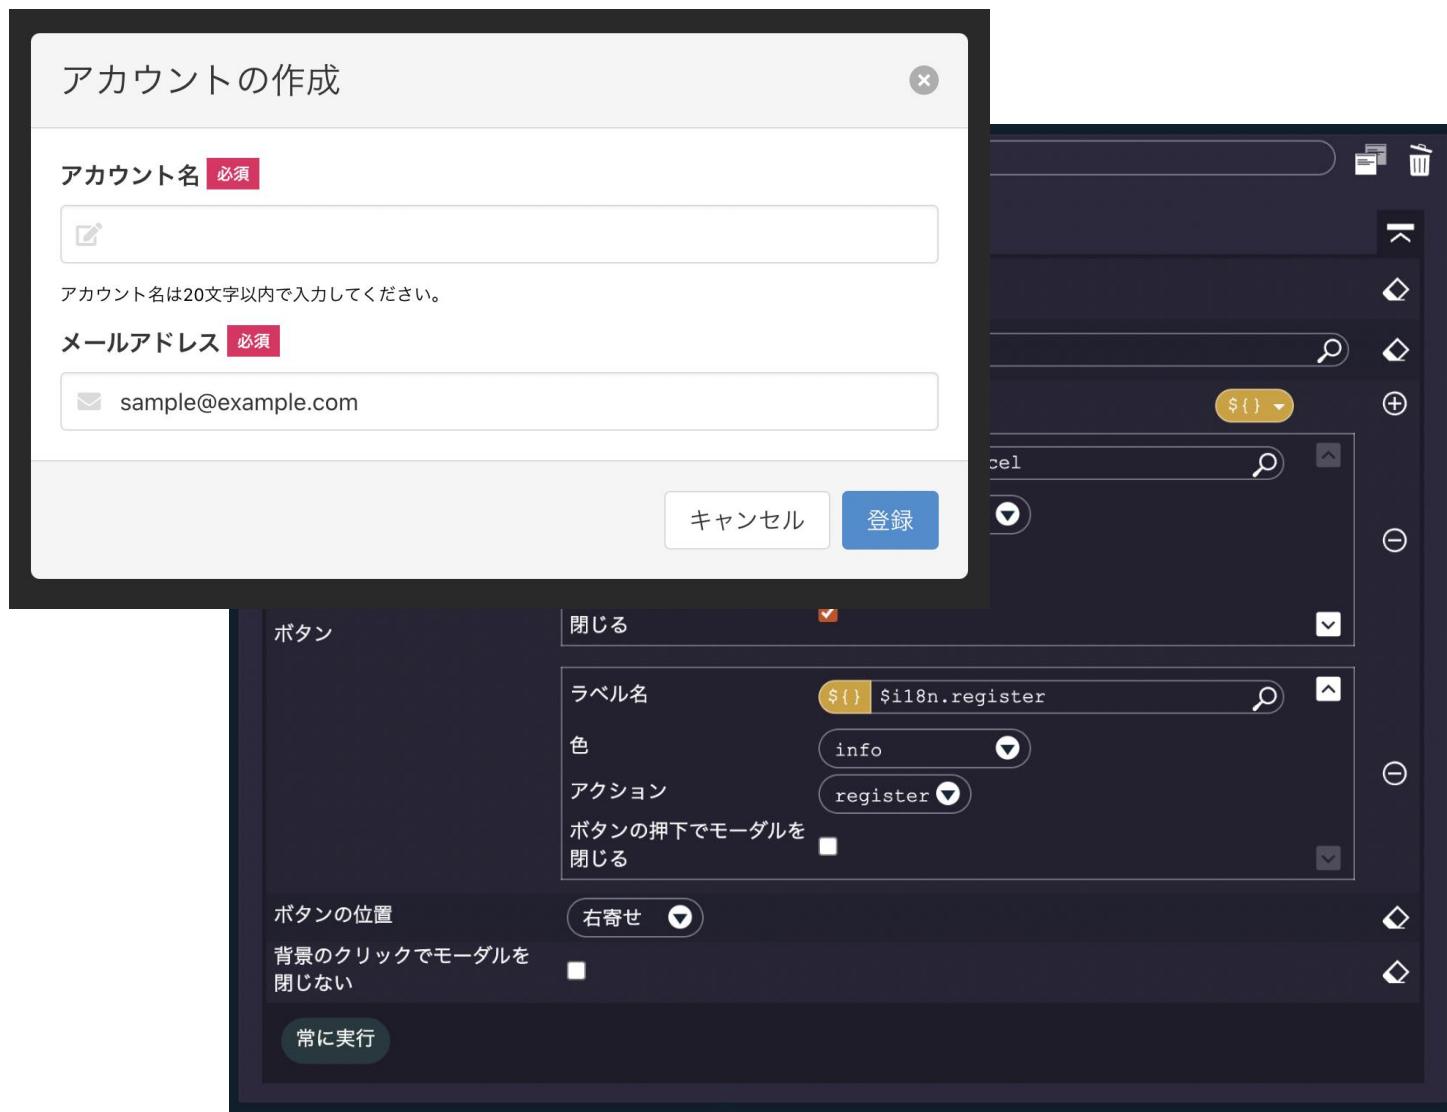 アカウントの作成
アカウント名 必須
アカウント名は20文字以内で入力してください。
メールアドレス 必須
sample@example.com
キャンセル 登録
${}
cel
閉じる
ボタン
ラベル名 ${} $i18n.register
色 info
アクション register
ボタンの押下でモーダルを
閉じる
ボタンの位置 右寄せ
背景のクリックでモーダルを
閉じない
常に実行